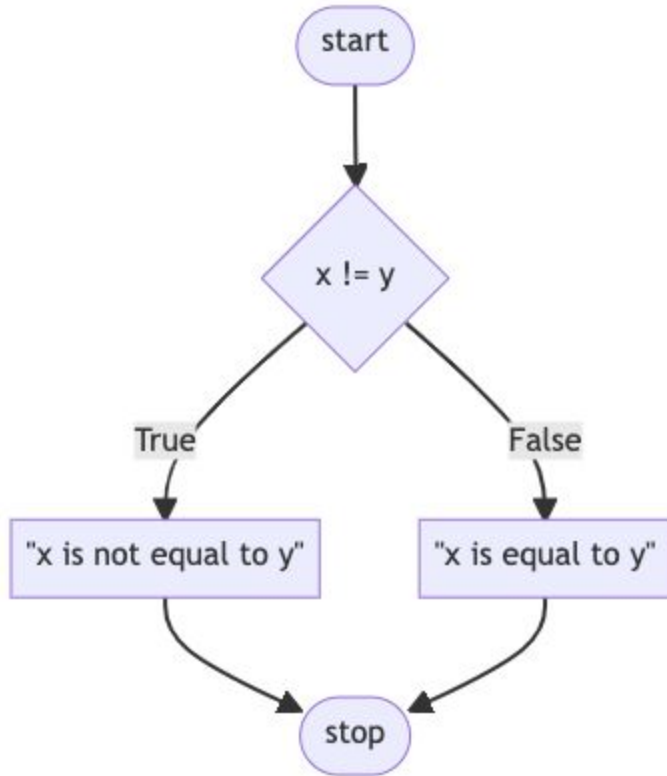 start
x != y
True
False
"x is not equal to y"
"x is equal to y"
stop